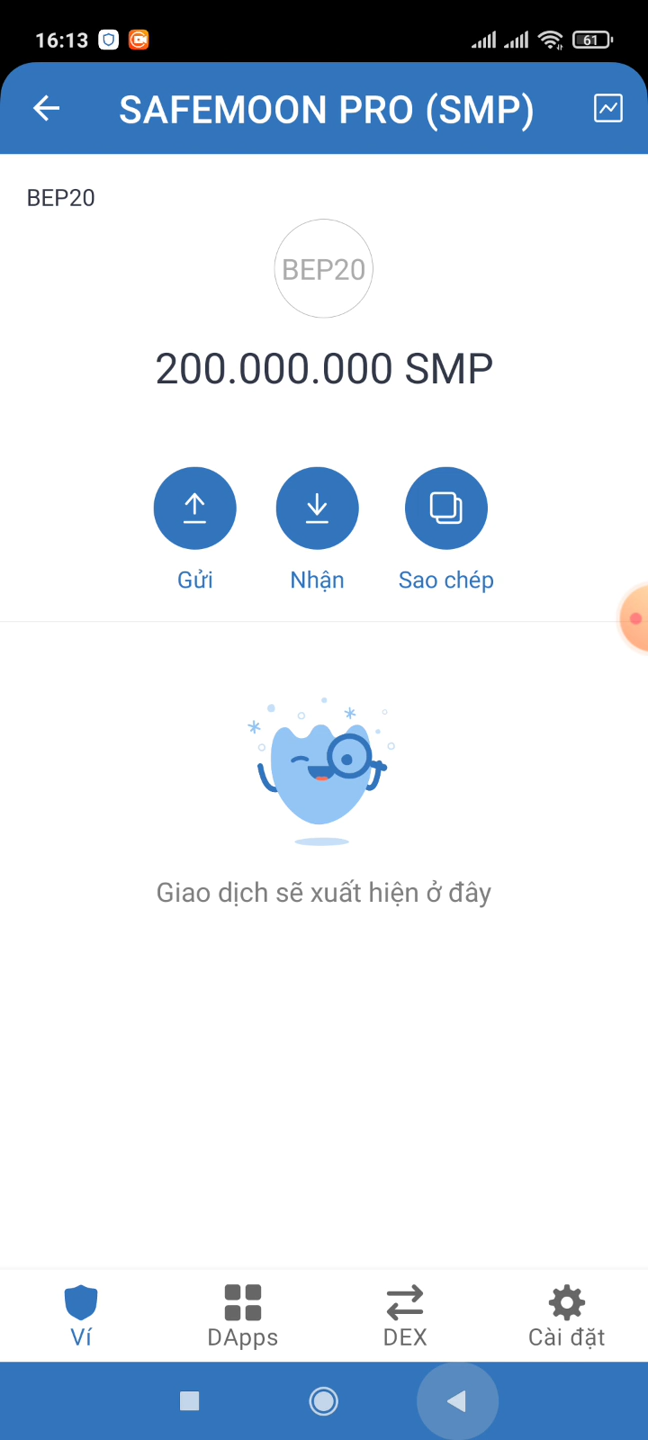 16:13
61
SAFEMOON PRO (SMP)
BEP20
BEP20
200.000.000 SMP
Gửi
Nhận
Sao chép
Giao dịch sẽ xuất hiện ở đây
Ví
DApps
DEX
Cài đặt